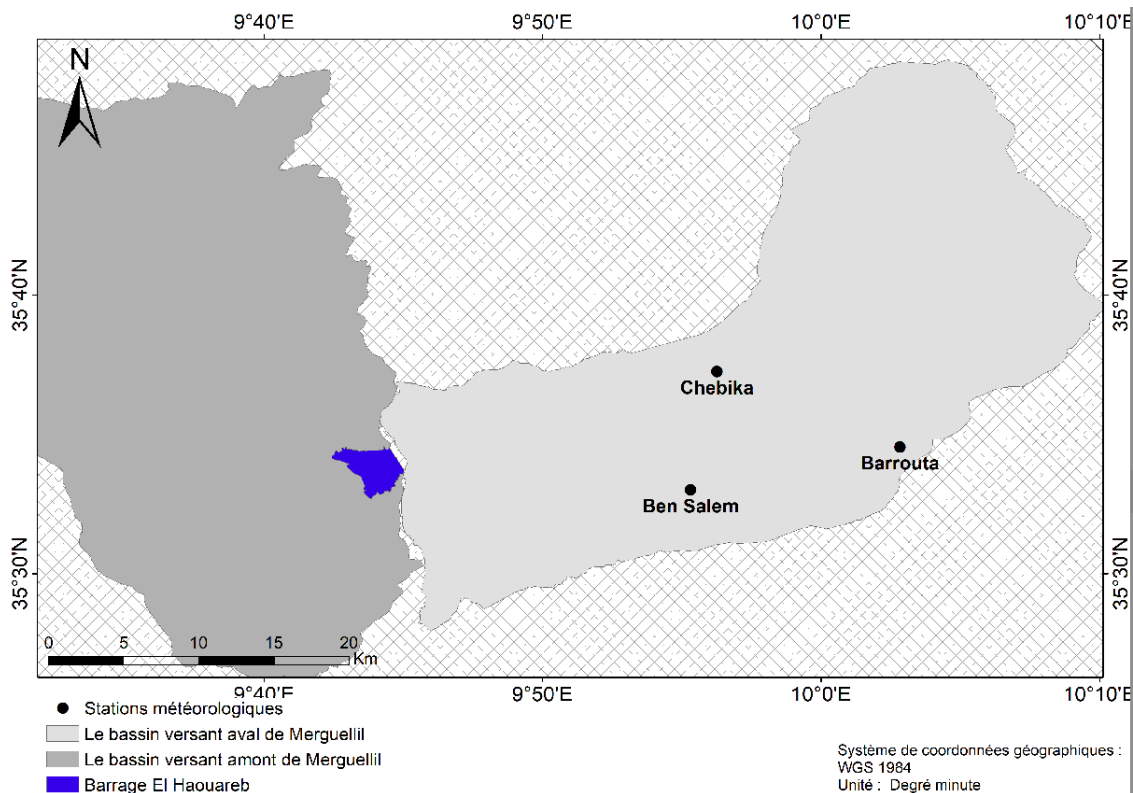 9°40'E 9°50'E 10°0'E 10°10'E
N
35°40'N 35°40'N
Chebika
Barrouta
Ben Salem
35°30'N 35°30'N
0 5 10 15 20
Km
9°40'E 9°50'E 10°0'E 10°10'E
Stations météorologiques
Le bassin versant aval de Merguellil
Le bassin versant amont de Merguellil
Barrage El Haouareb
Système de coordonnées géographiques :
WGS 1984
Unité : Degré minute